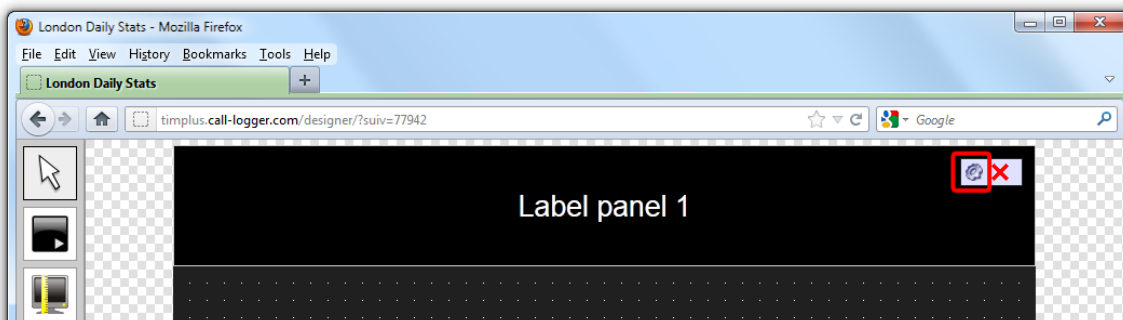 London Daily Stats - Mozilla Firefox
File Edit View History Bookmarks Tools Help
London Daily Stats
timplus.call-logger.com/designer/?suiv=77942 Google
Label panel 1